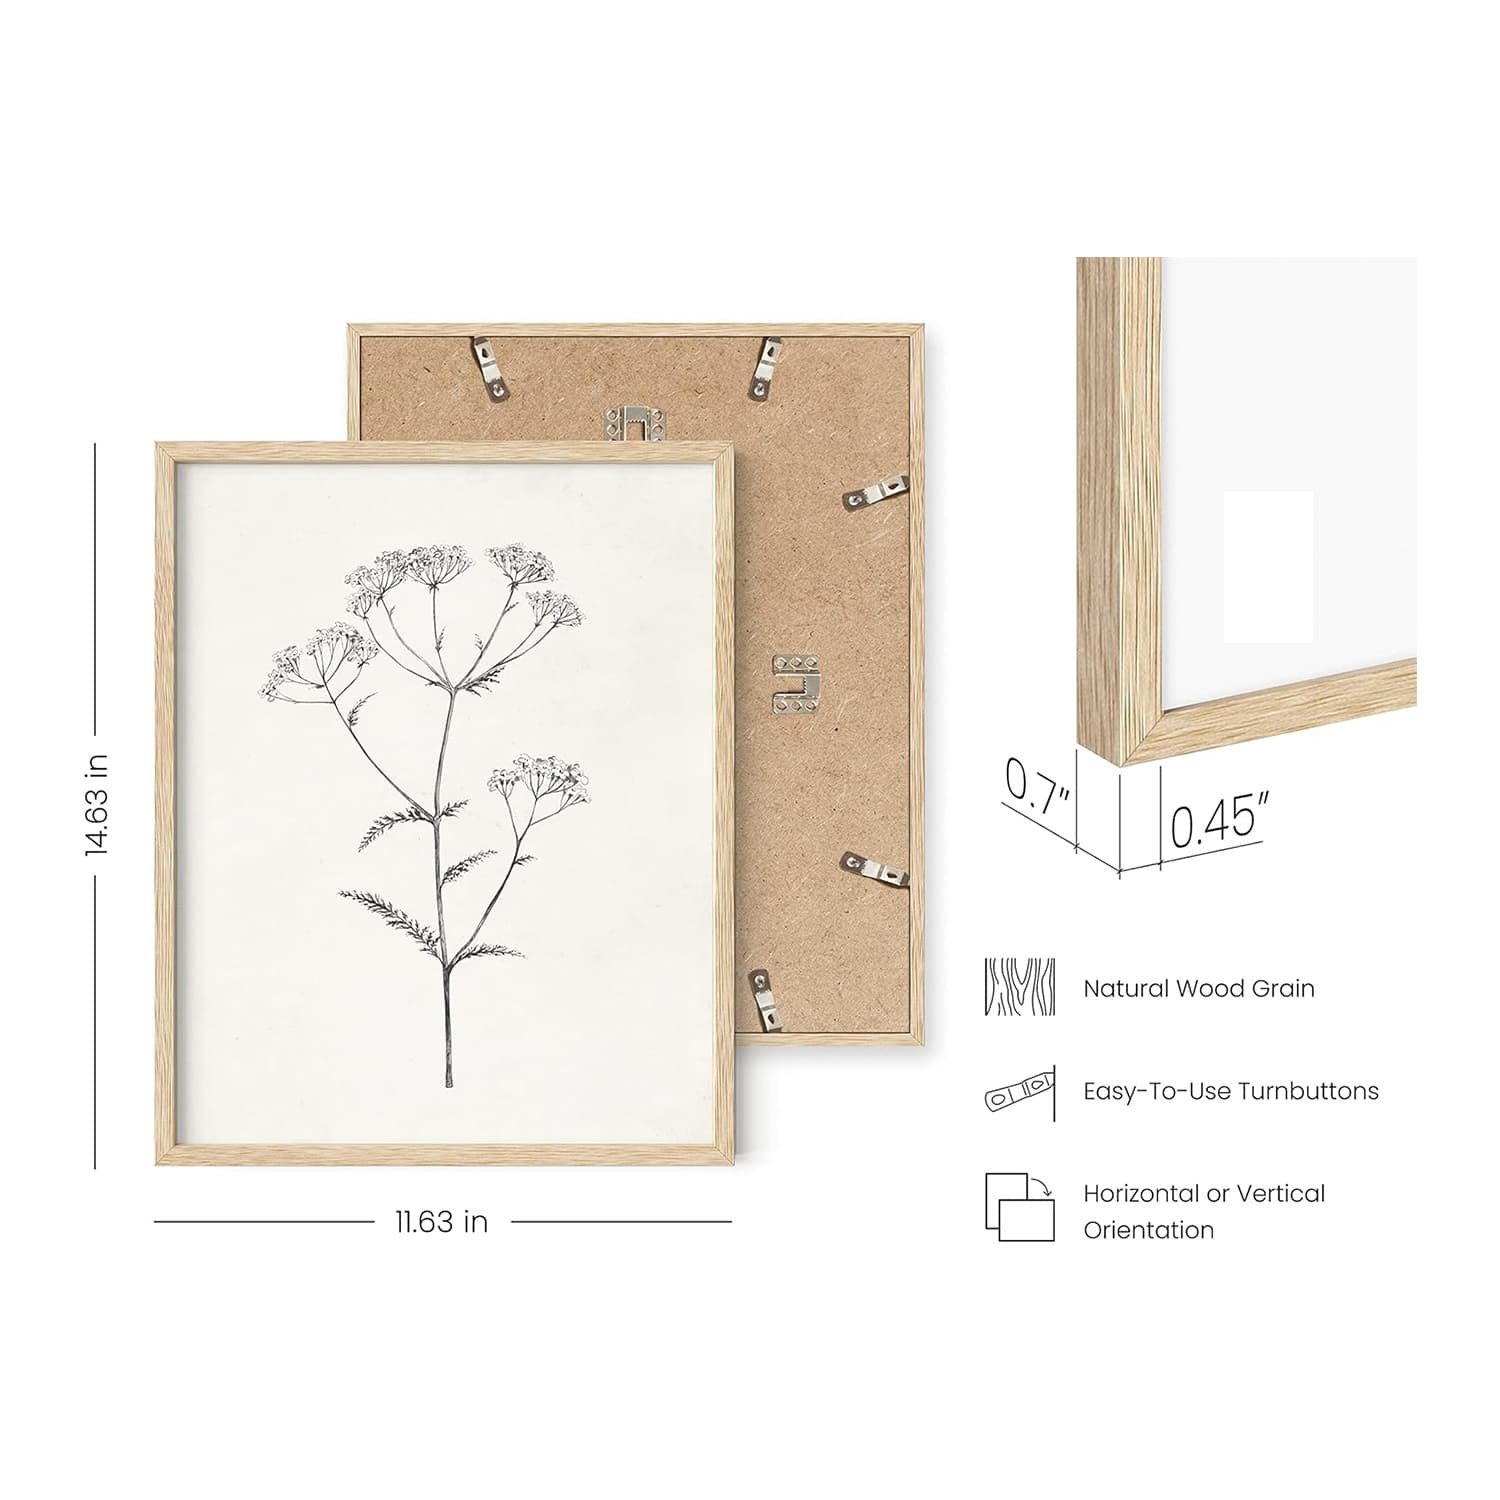 14.63 in
11.63 in
0.7"
0.45"
Natural Wood Grain
Easy-To-Use Turnbuttons
Horizontal or Vertical
Orientation